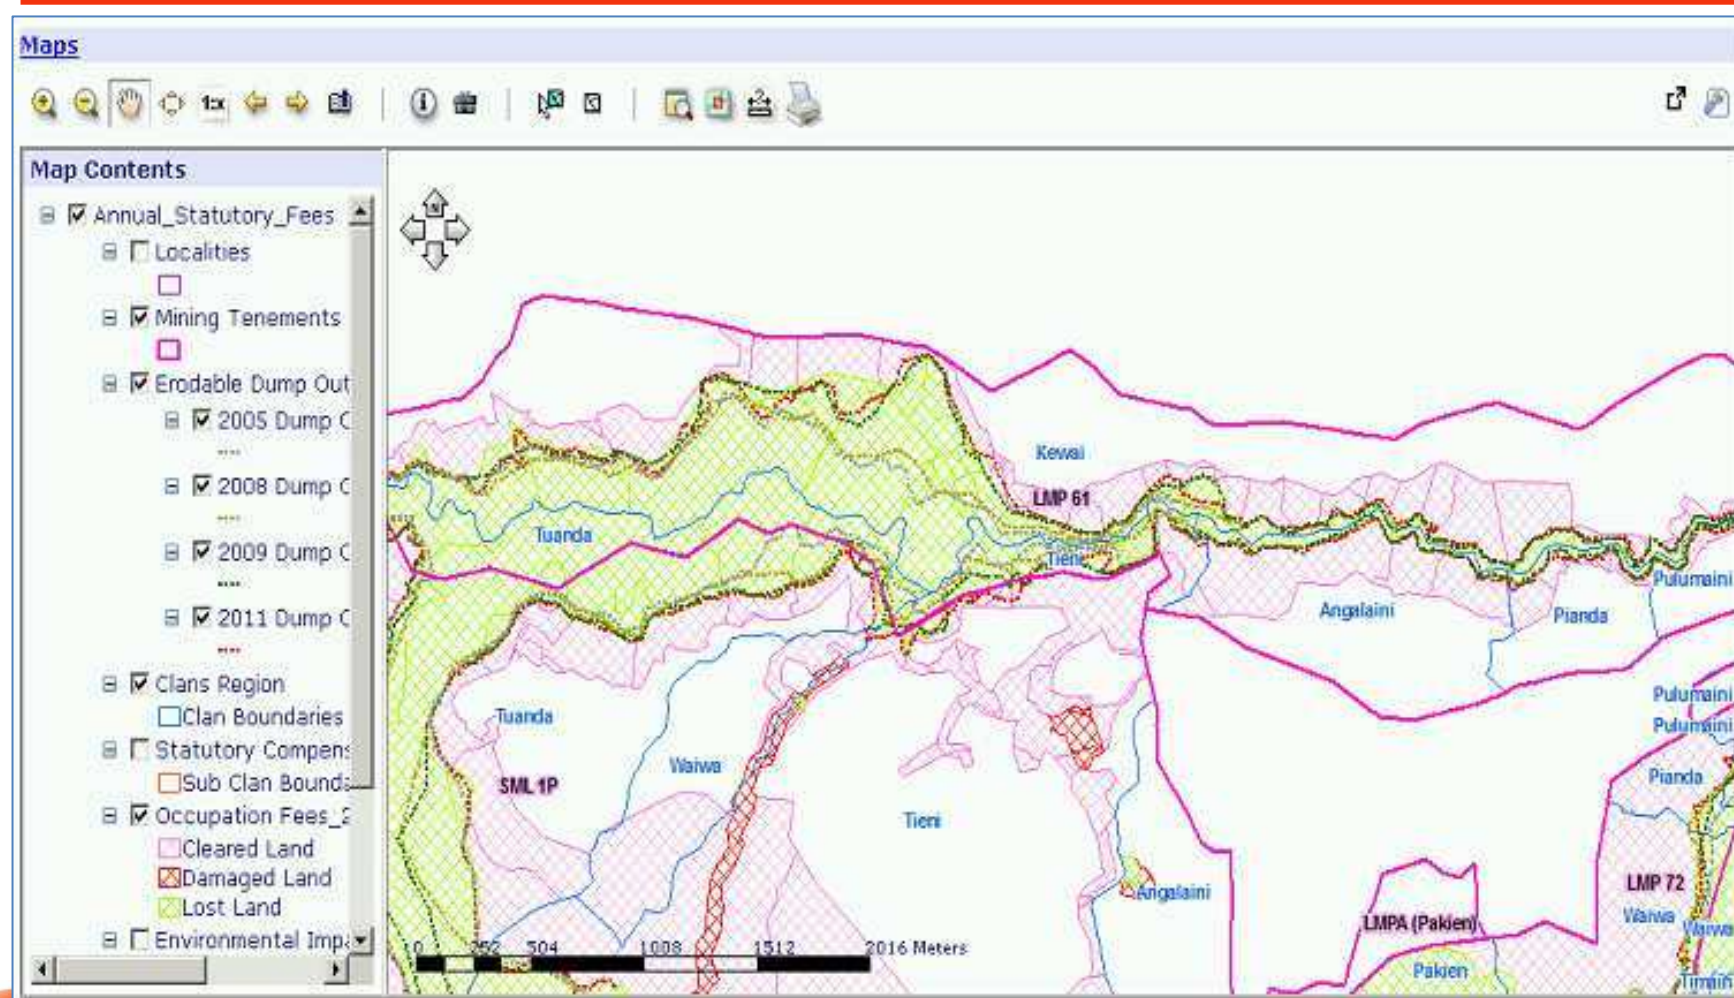 Maps
1:x
Map Contents
Annual_Statutory_Fees
Localities
Mining Tenements
Erodable Dump Out
2005 Dump C
2008 Dump C
2009 Dump C
2011 Dump C
Clans Region
Clan Boundaries
Statutory Compens
Sub Clan Bounda
Occupation Fees_2
Cleared Land
Damaged Land
Lost Land
Environmental Impa
N
Kewai
LMP 61
Tuanda
Tieni
Pulumaini
Angalaini
Pianda
Pulumaini
Tuanda
Pulumaini
Waiwa
SML 1P
Pianda
Tieni
LMP 72
Angalaini
LMPA (Pakien)
Waiwa
Waiwa
0 252 504 1008 1512 2016 Meters
Pakien